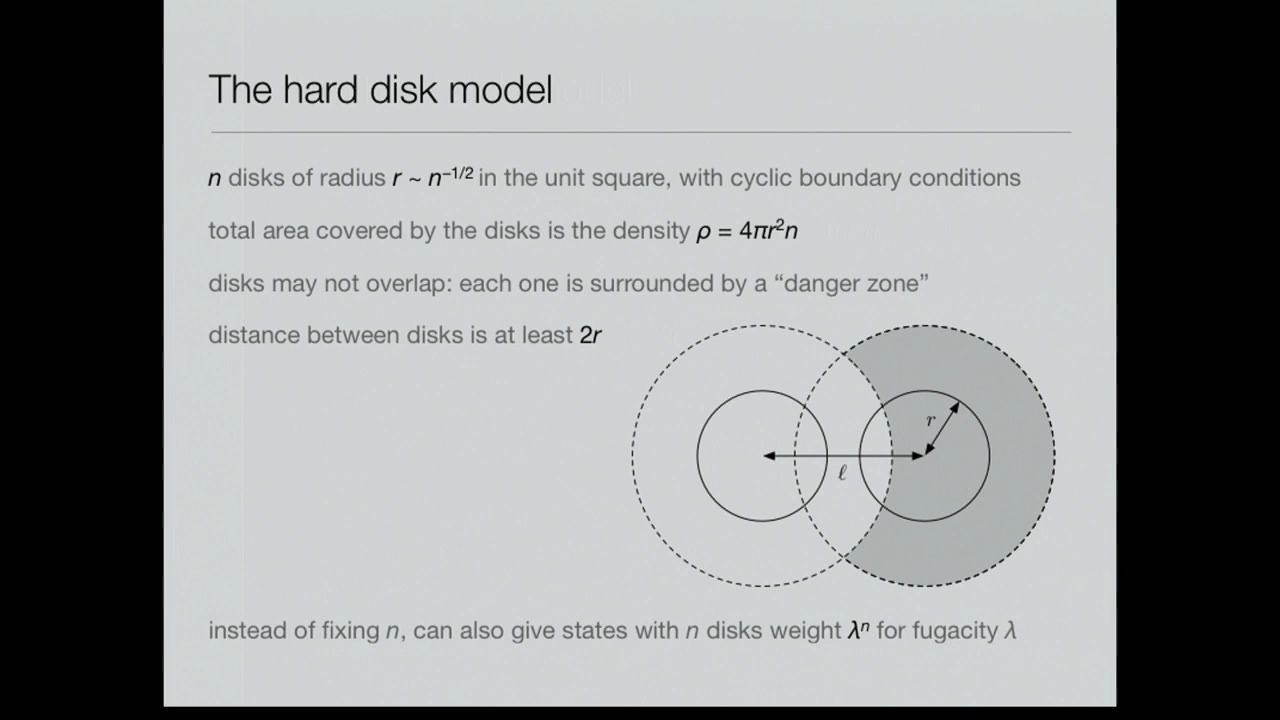 The hard disk model
n disks of radius r ~ n⁻¹/² in the unit square, with cyclic boundary conditions
total area covered by the disks is the density ρ = 4πr²n
disks may not overlap: each one is surrounded by a “danger zone”
distance between disks is at least 2r
r
ℓ
instead of fixing n, can also give states with n disks weight λⁿ for fugacity λ